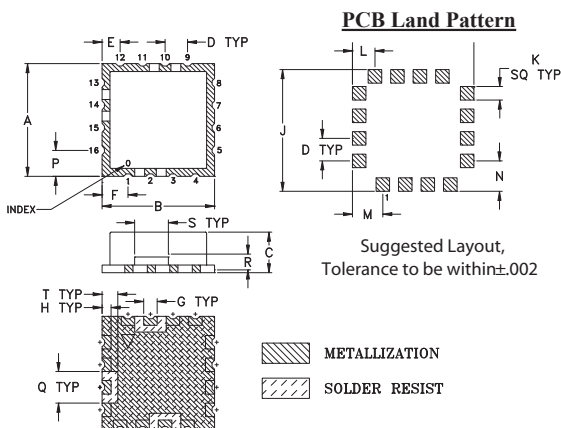 PCB Land Pattern
E
D TYP
12 11 10 9
13
14
15
16
8
7
6
5
A
P
0
1 2 3 4
F
B
INDEX
L
K
SQ TYP
J
D TYP
N
M
1
S TYP
C
R
Suggested Layout,
Tolerance to be within±.002
T TYP
H TYP
G TYP
Q TYP
METALLIZATION
SOLDER RESIST